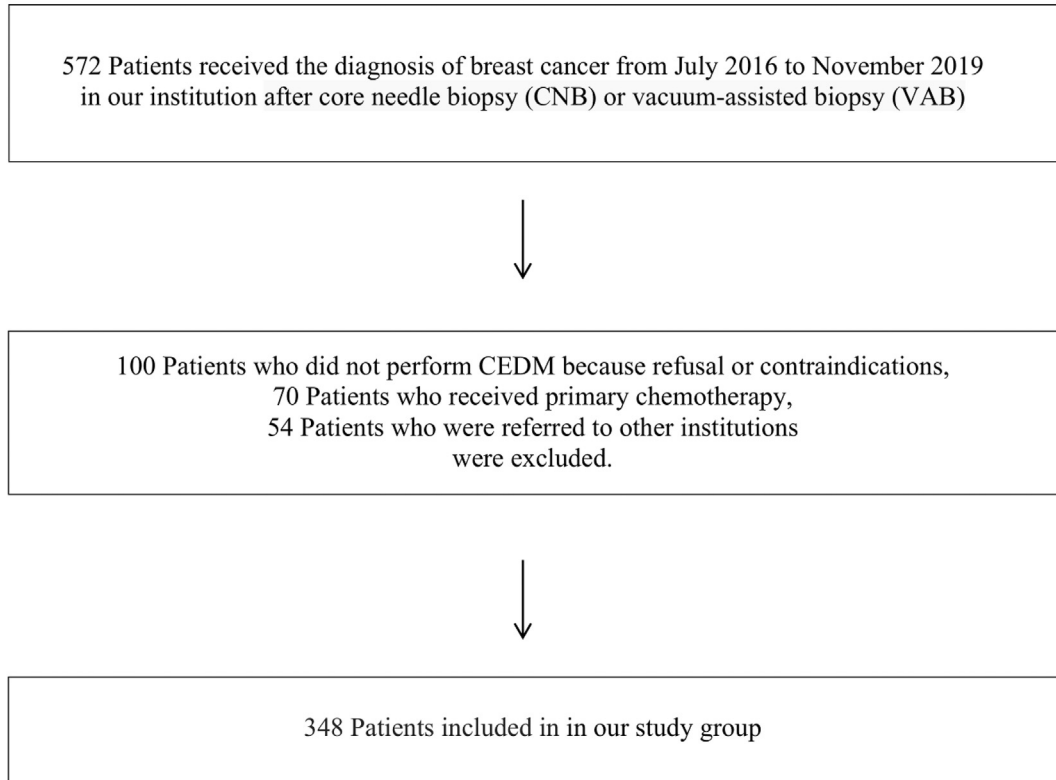 572 Patients received the diagnosis of breast cancer from July 2016 to November 2019
in our institution after core needle biopsy (CNB) or vacuum-assisted biopsy (VAB)
100 Patients who did not perform CEDM because refusal or contraindications,
70 Patients who received primary chemotherapy,
54 Patients who were referred to other institutions
were excluded.
348 Patients included in in our study group